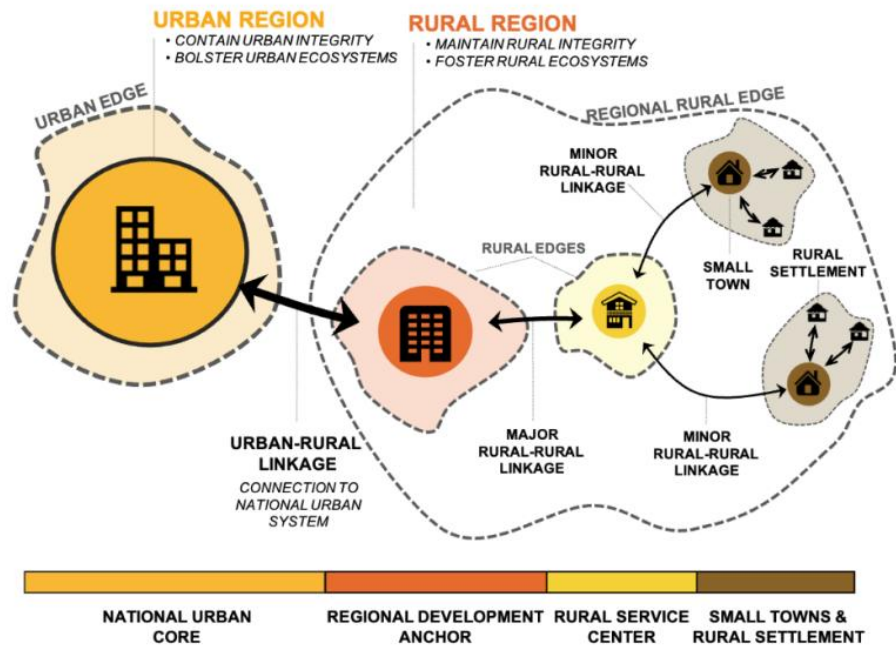 URBAN REGION
• CONTAIN URBAN INTEGRITY
• BOLSTER URBAN ECOSYSTEMS
RURAL REGION
• MAINTAIN RURAL INTEGRITY
• FOSTER RURAL ECOSYSTEMS
URBAN EDGE
REGIONAL RURAL EDGE
MINOR
RURAL-RURAL
LINKAGE
RURAL EDGES
SMALL
TOWN
RURAL
SETTLEMENT
URBAN-RURAL
LINKAGE
CONNECTION TO
NATIONAL URBAN
SYSTEM
MAJOR
RURAL-RURAL
LINKAGE
MINOR
RURAL-RURAL
LINKAGE
NATIONAL URBAN
CORE
REGIONAL DEVELOPMENT
ANCHOR
RURAL SERVICE
CENTER
SMALL TOWNS &
RURAL SETTLEMENT